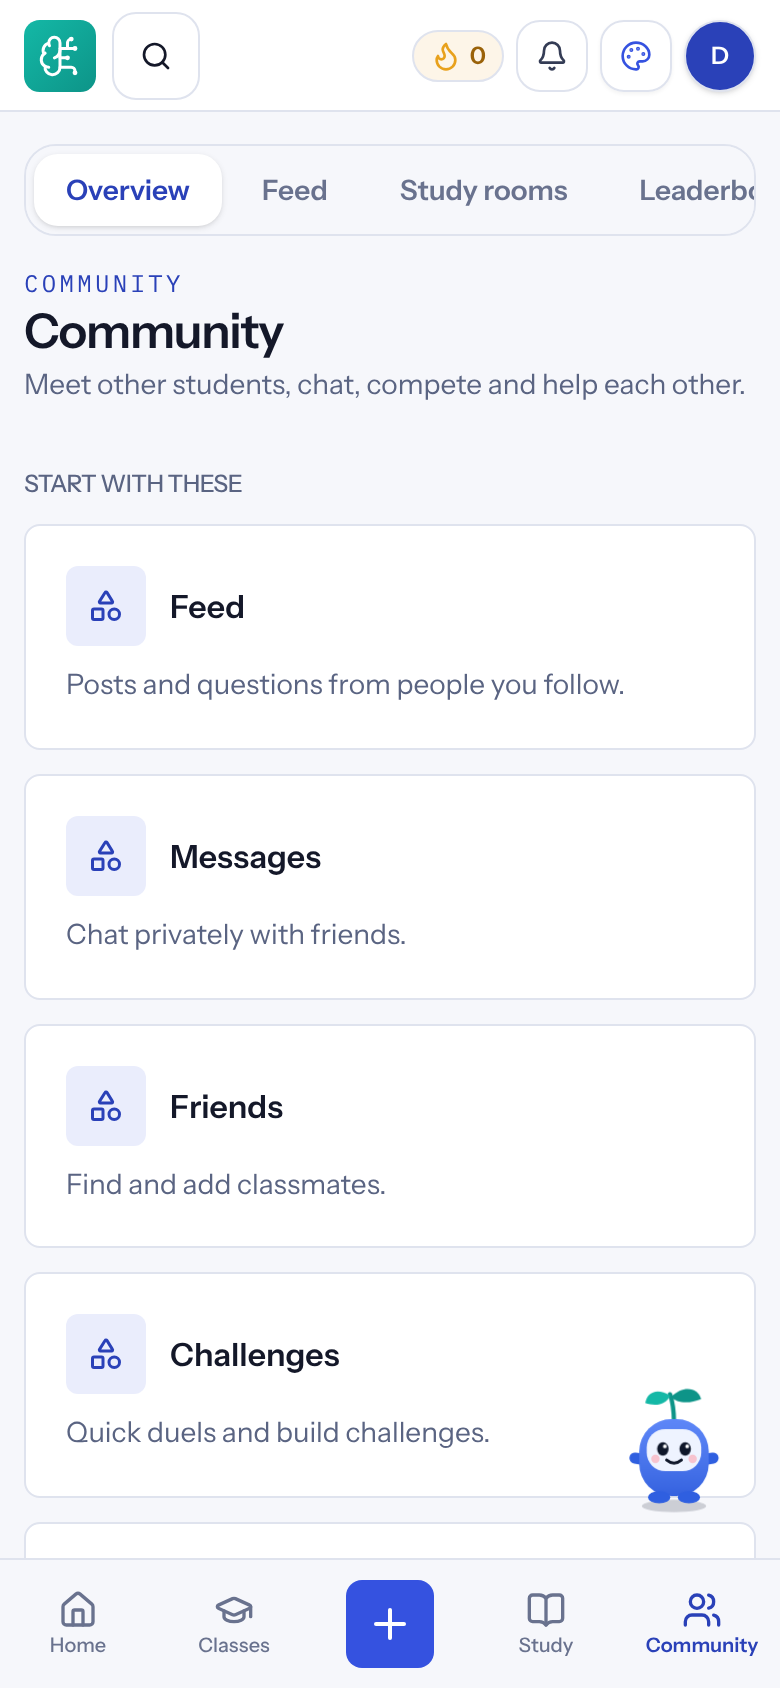 0
D
Overview Feed Study rooms Leaderbo
COMMUNITY
Community
Meet other students, chat, compete and help each other.
START WITH THESE
Feed
Posts and questions from people you follow.
Messages
Chat privately with friends.
Friends
Find and add classmates.
Challenges
Quick duels and build challenges.
Home Classes Study Community